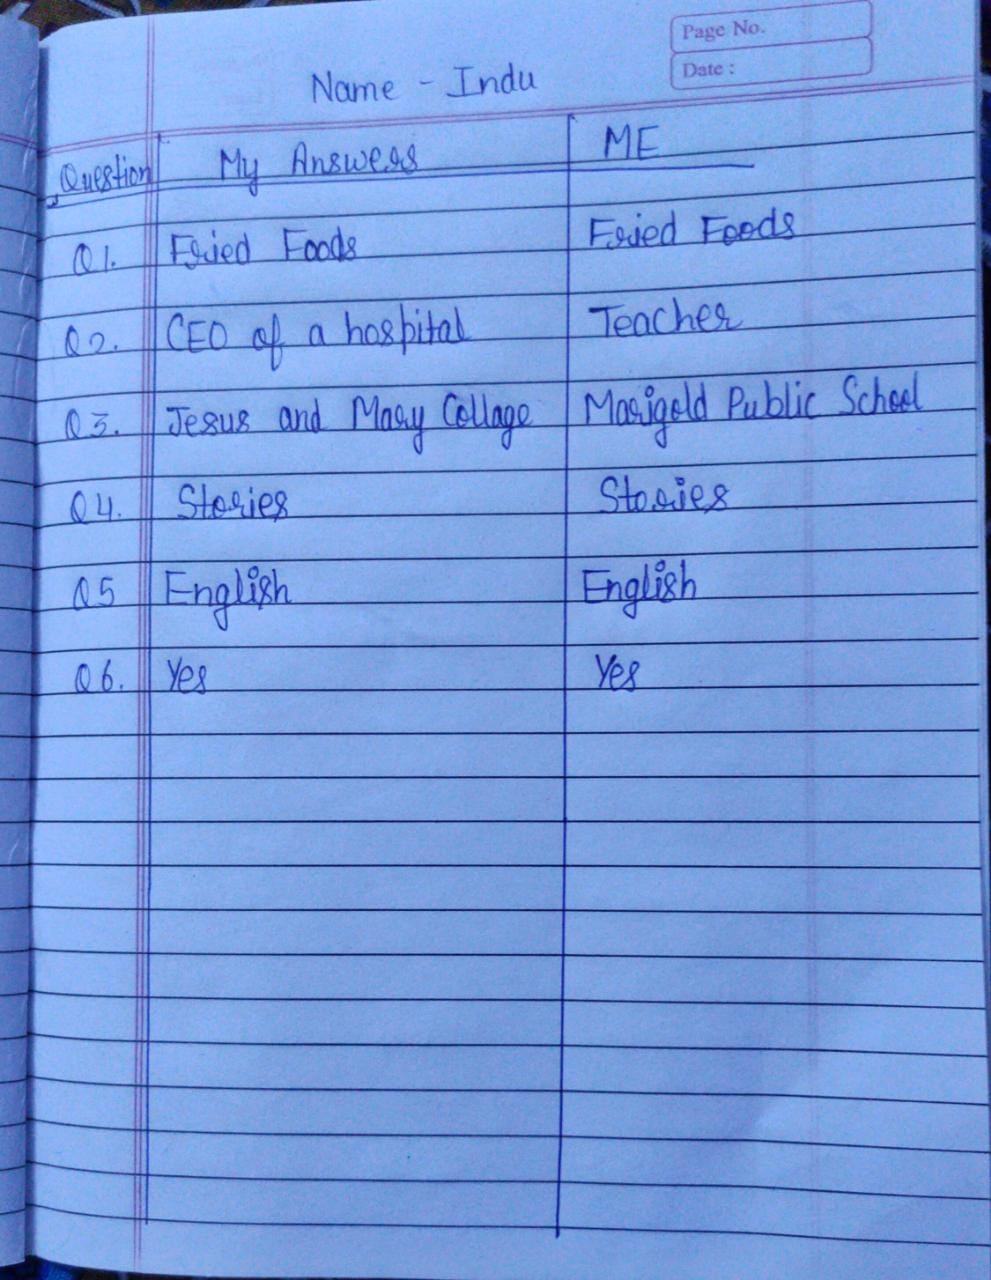 Page No.
Date :
Name - Indu
Question My Answers ME
Q1. Fried Foods Fried Foods
Q2. CEO of a hospital Teacher
Q3. Jesus and Mary Collage Marigold Public School
Q4. Stories Stories
Q5 English English
Q6. Yes Yes